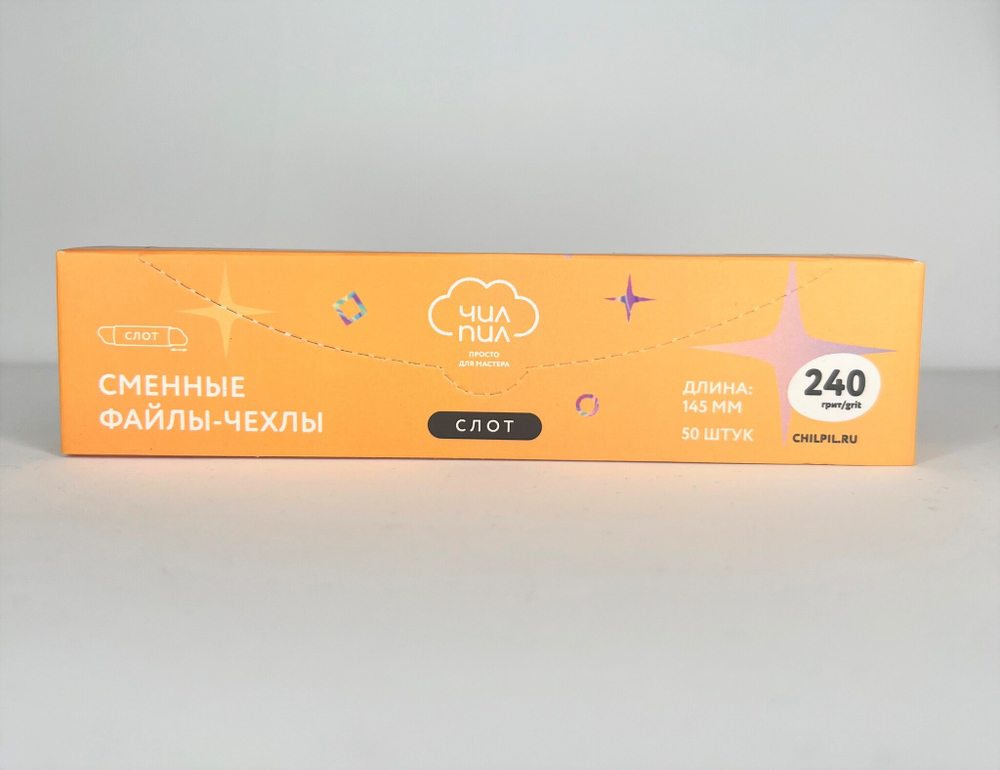 СЛОТ
СМЕННЫЕ
ФАЙЛЫ-ЧЕХЛЫ
ЧИЛ
ПИЛ
ПРОСТО
ДЛЯ МАСТЕРА
СЛОТ
ДЛИНА:
145 ММ
50 ШТУК
240
грит/grit
CHILPIL.RU